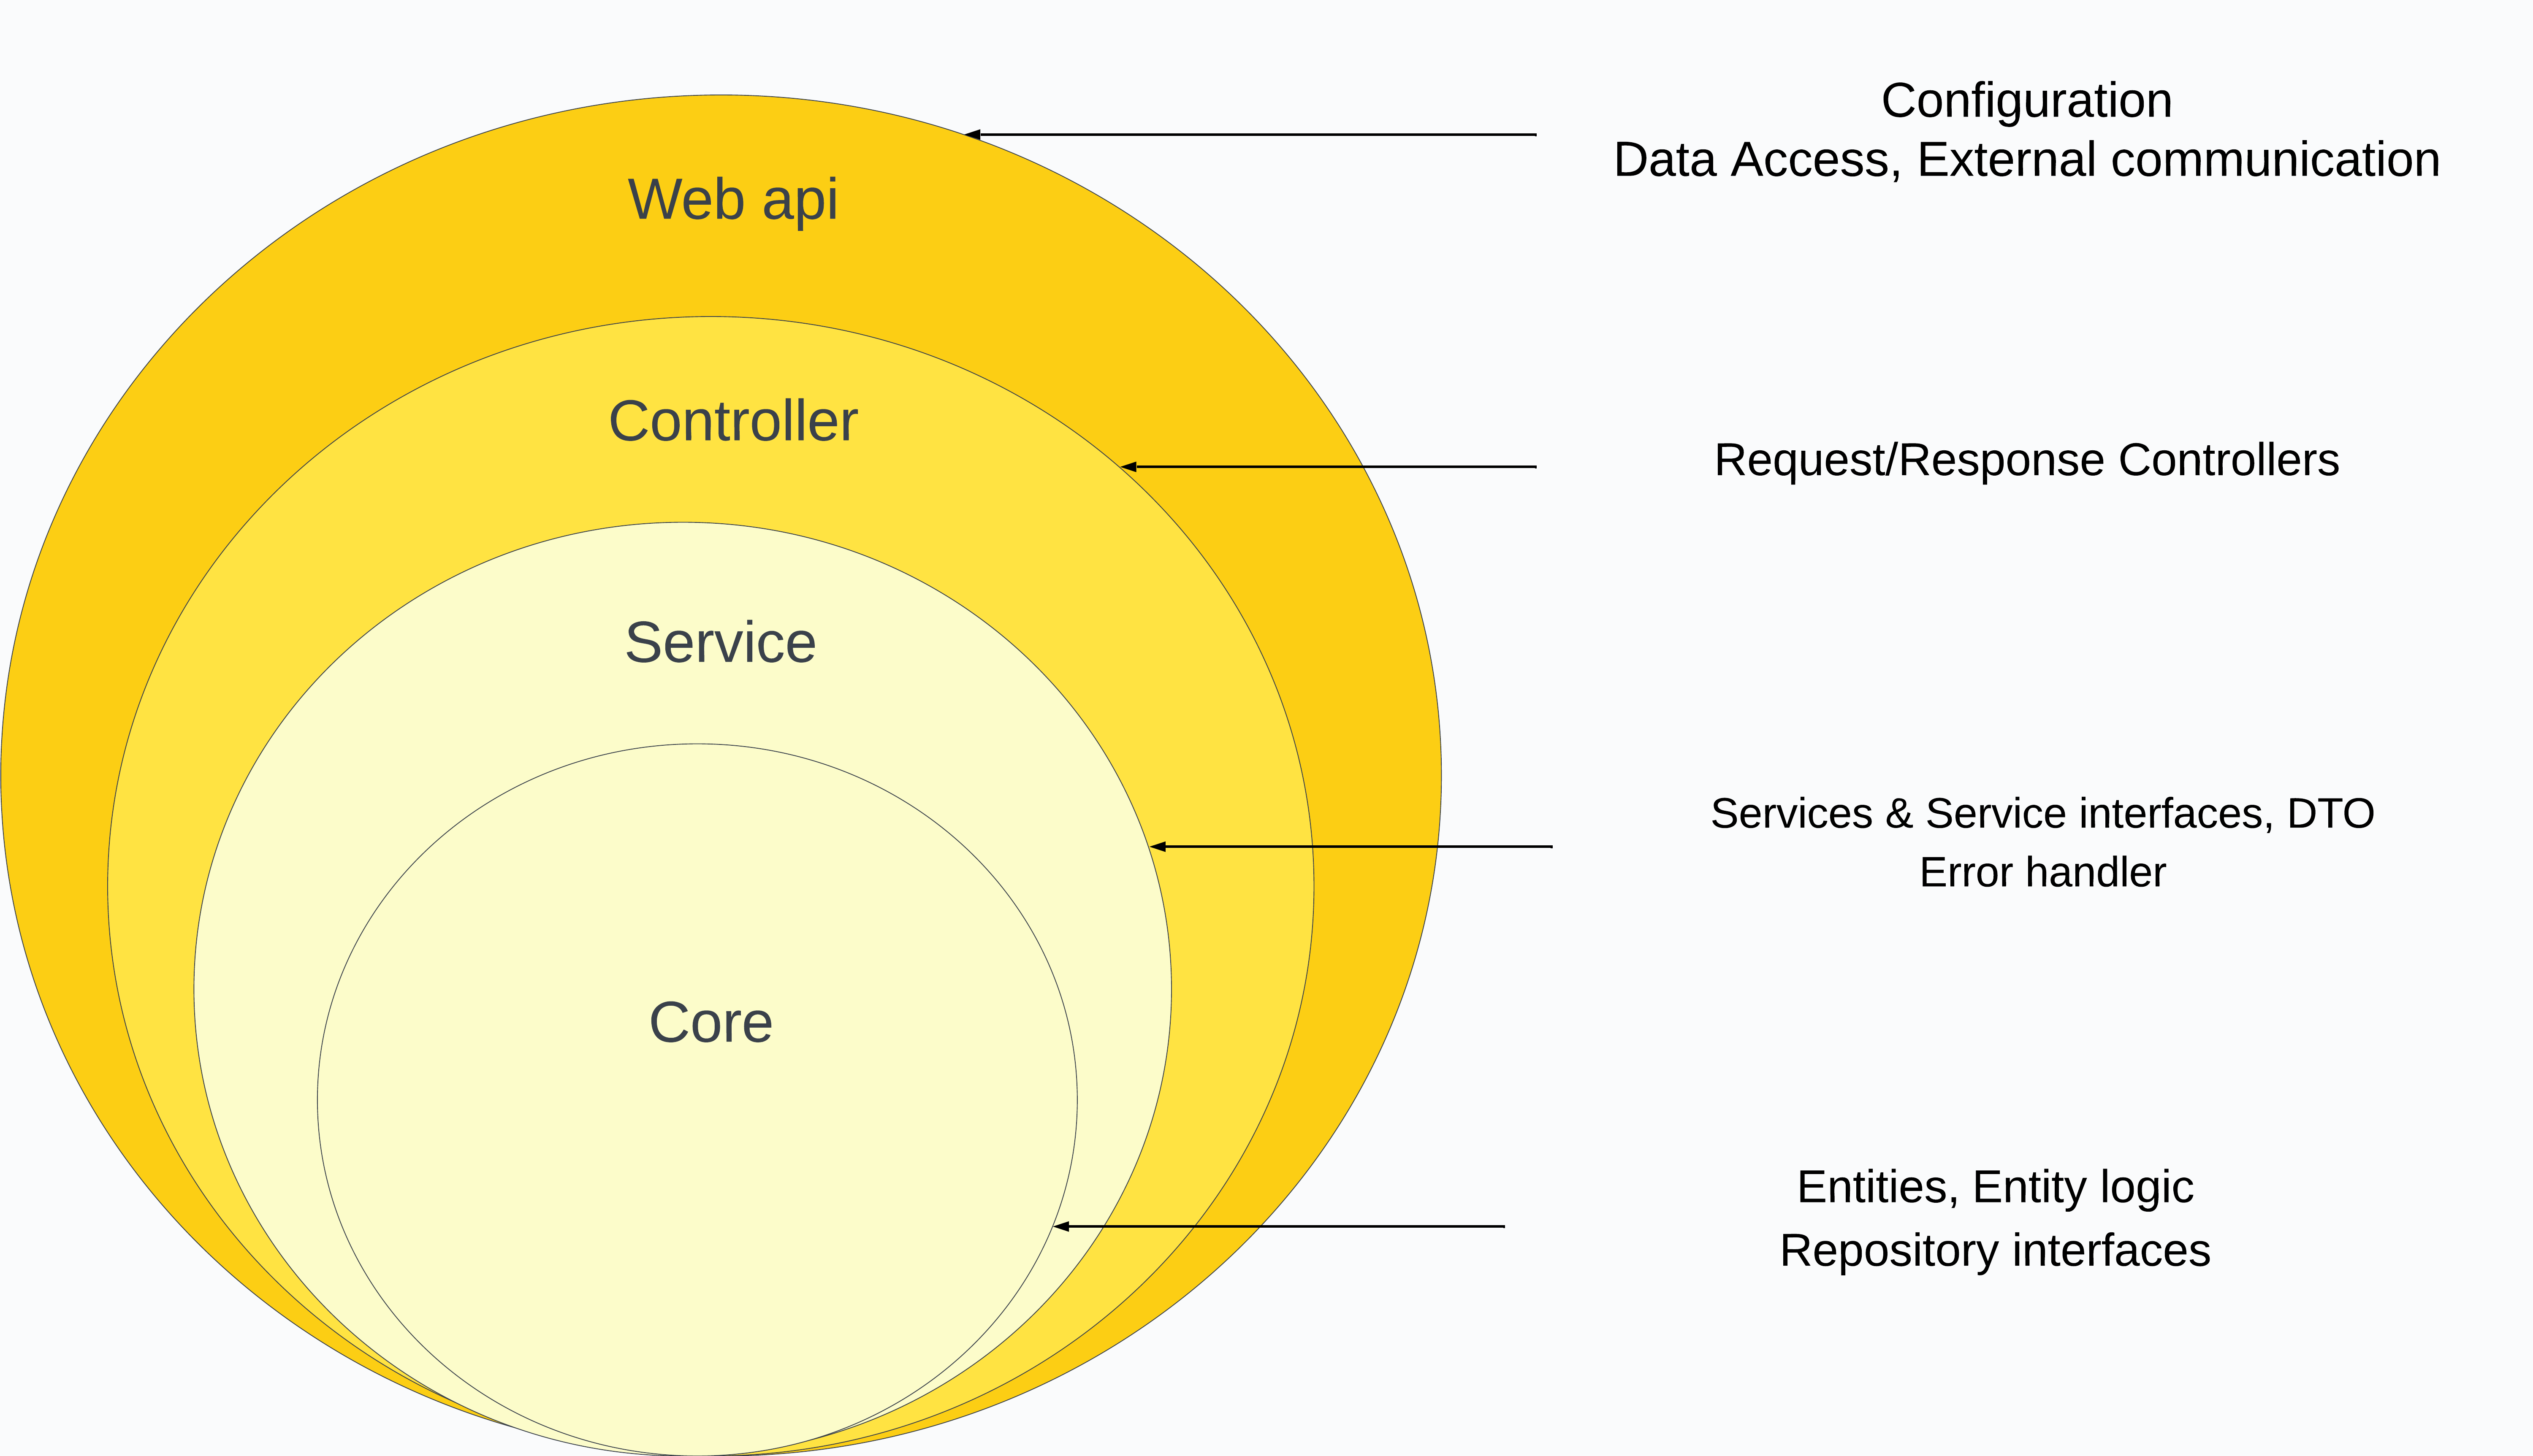 Configuration
Data Access, External communication
Web api
Controller
Request/Response Controllers
Service
Services & Service interfaces, DTO
Error handler
Core
Entities, Entity logic
Repository interfaces